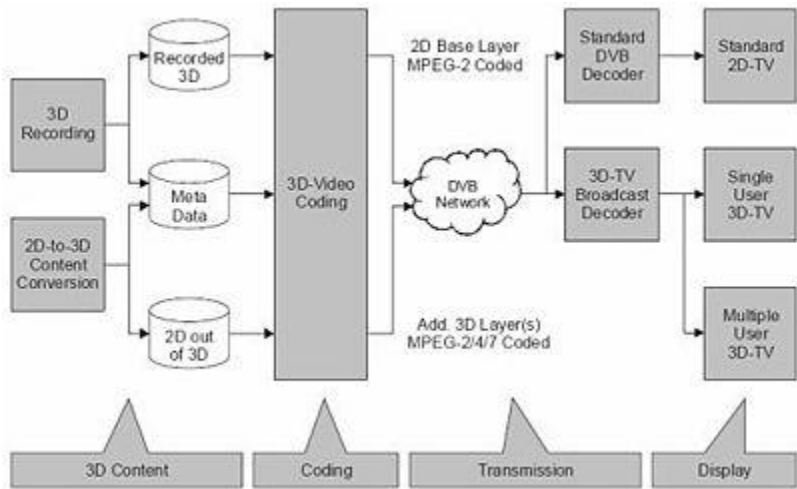 3D
Recording
2D-to-3D
Content
Conversion
Recorded
3D
Meta
Data
2D out
of 3D
3D-Video
Coding
2D Base Layer
MPEG-2 Coded
DVB
Network
Add. 3D Layer(s)
MPEG-2/4/7 Coded
Standard
DVB
Decoder
3D-TV
Broadcast
Decoder
Standard
2D-TV
Single
User
3D-TV
Multiple
User
3D-TV
3D Content
Coding
Transmission
Display